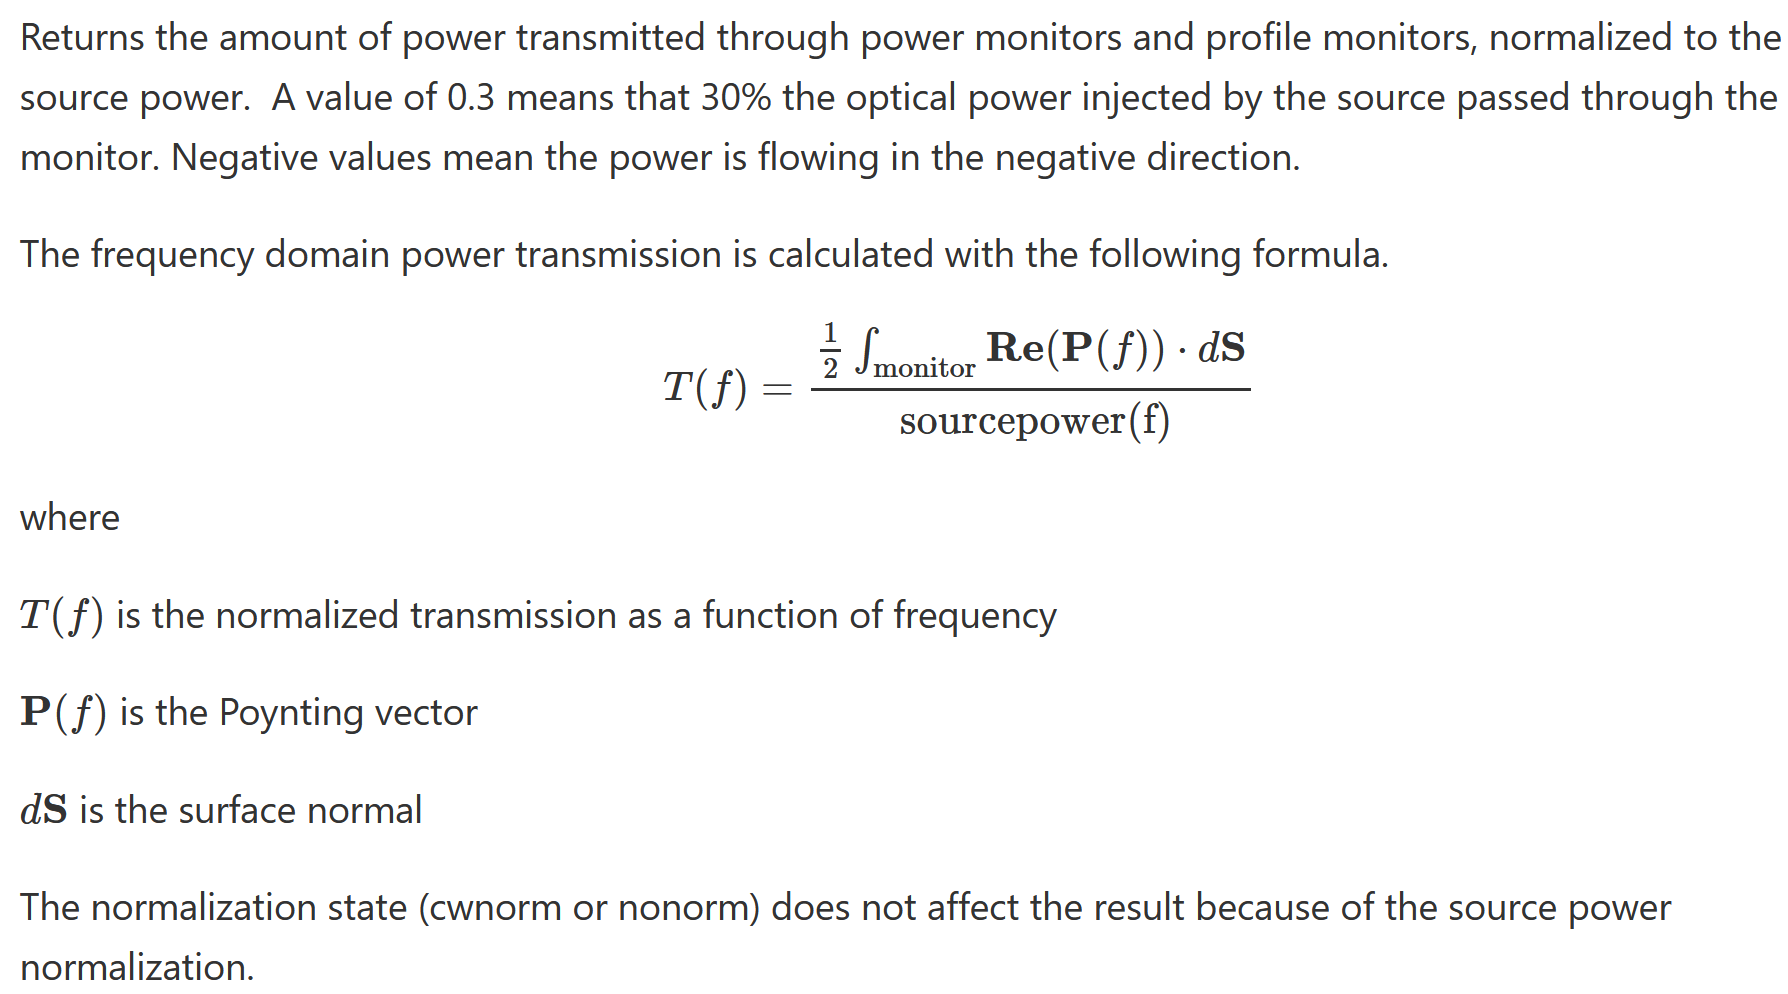 Returns the amount of power transmitted through power monitors and profile monitors, normalized to the
source power.  A value of 0.3 means that 30% the optical power injected by the source passed through the
monitor. Negative values mean the power is flowing in the negative direction.
The frequency domain power transmission is calculated with the following formula.
T(f) = \frac{\frac{1}{2} \int_{\text{monitor}} \mathbf{Re}(\mathbf{P}(f)) \cdot d\mathbf{S}}{\text{sourcepower(f)}}
where
T(f) is the normalized transmission as a function of frequency
P(f) is the Poynting vector
dS is the surface normal
The normalization state (cwnorm or nonorm) does not affect the result because of the source power
normalization.